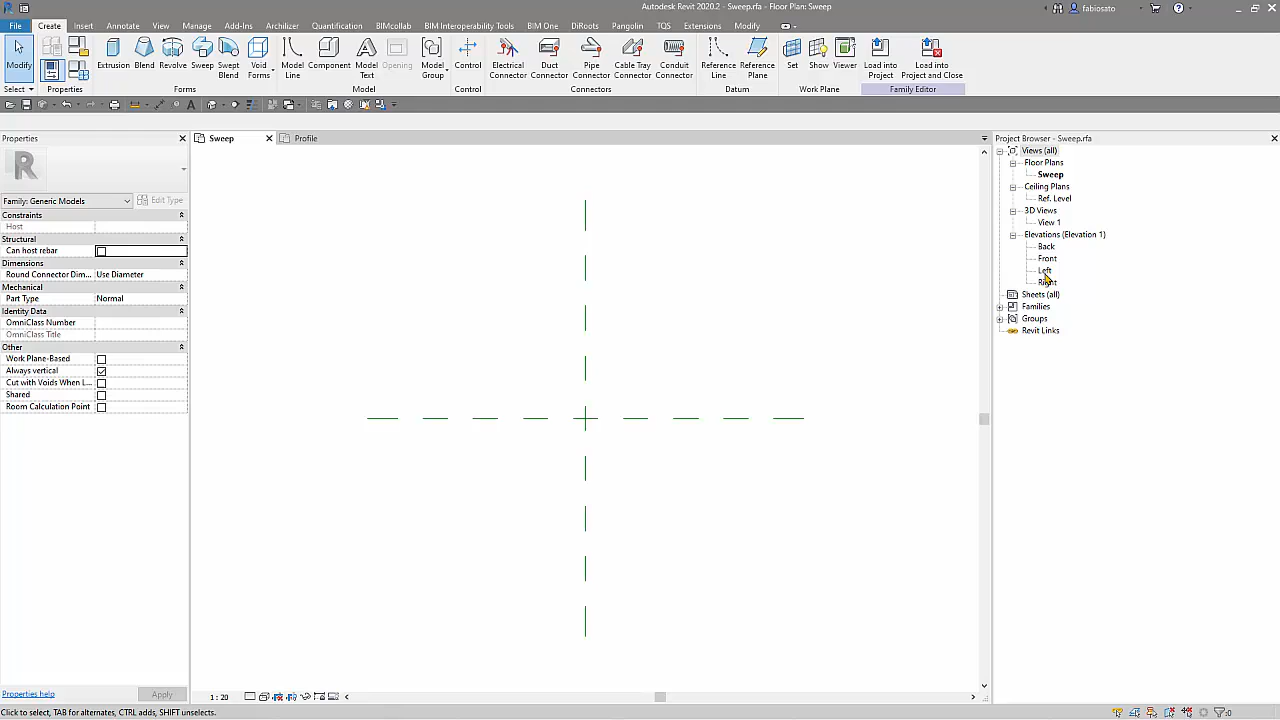 Autodesk Revit 2020.2 - Sweep.rfa - Floor Plan: Sweep
fabiosato
File Create Insert Annotate View Manage Add-Ins Archilizer Quantification BIMcollab BIM Interoperability Tools BIM One DiRoots Pangolin TQS Extensions Modify
Modify
Extrusion Blend Revolve Sweep Swept Blend Void Forms
Model Line Component Model Text Opening Model Group
Control
Electrical Connector Duct Connector Pipe Connector Cable Tray Connector Conduit Connector
Reference Line Reference Plane
Set Show Viewer
Load into Project Load into Project and Close
Select Properties Forms Model Control Connectors Datum Work Plane Family Editor
Properties
Sweep Profile
Project Browser - Sweep.rfa
Family: Generic Models Edit Type
Constraints
Host
Structural
Can host rebar
Dimensions
Round Connector Dim... Use Diameter
Mechanical
Part Type Normal
Identity Data
OmniClass Number
OmniClass Title
Other
Work Plane-Based
Always vertical
Cut with Voids When L...
Shared
Room Calculation Point
Views (all)
Floor Plans
Sweep
Ceiling Plans
Ref. Level
3D Views
View 1
Elevations (Elevation 1)
Back
Front
Left
Right
Sheets (all)
Families
Groups
Revit Links
Properties help Apply
1 : 20
Click to select, TAB for alternates, CTRL adds, SHIFT unselects.
:0